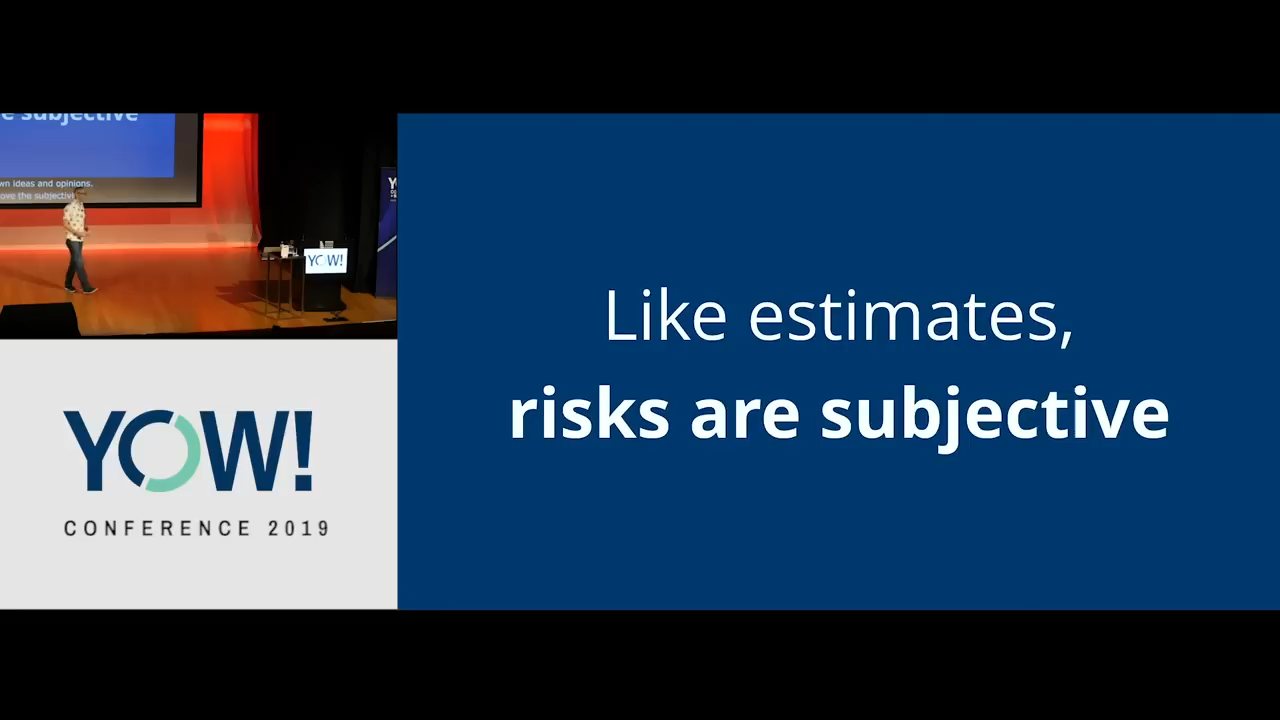 e subjective
wn ideas and opinions.
ove the subjectiv
YOW!
YOW!
CONFERENCE 2019
Like estimates,
risks are subjective